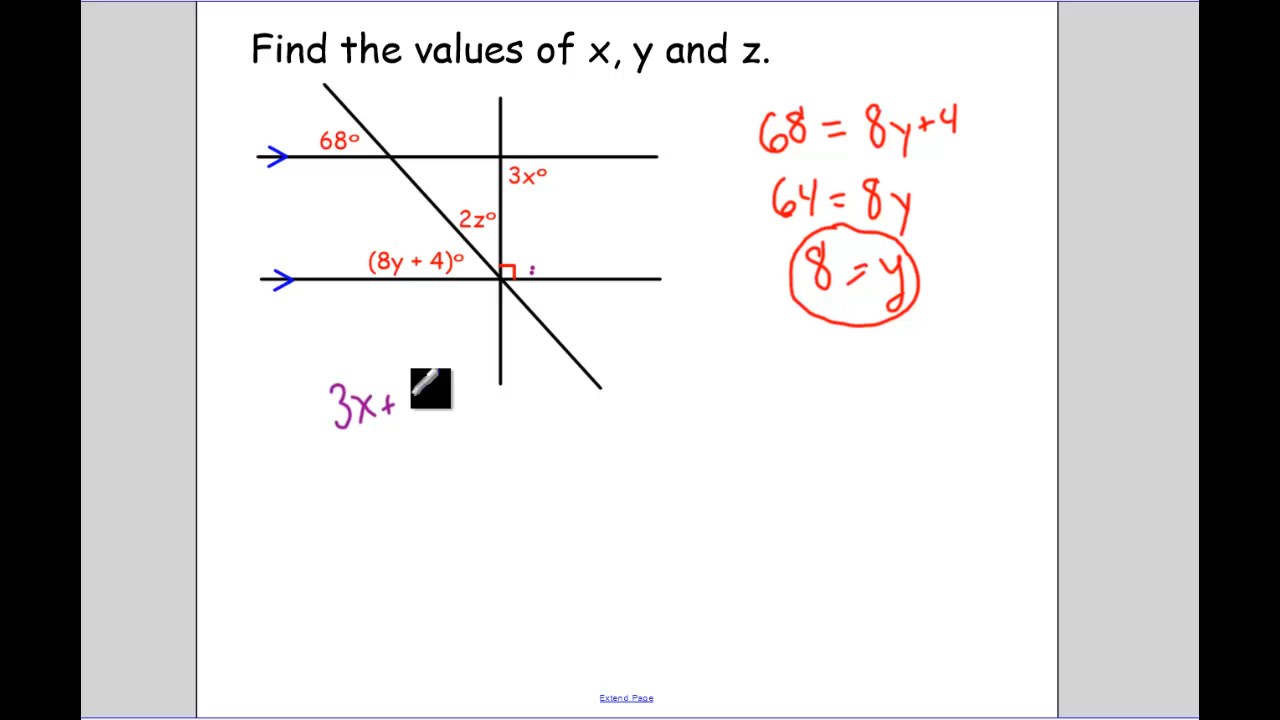 Find the values of x, y and z.
68°
3x°
2z°
(8y + 4)°
68 = 8y+4
64 = 8y
8 = y
3x+
Extend Page